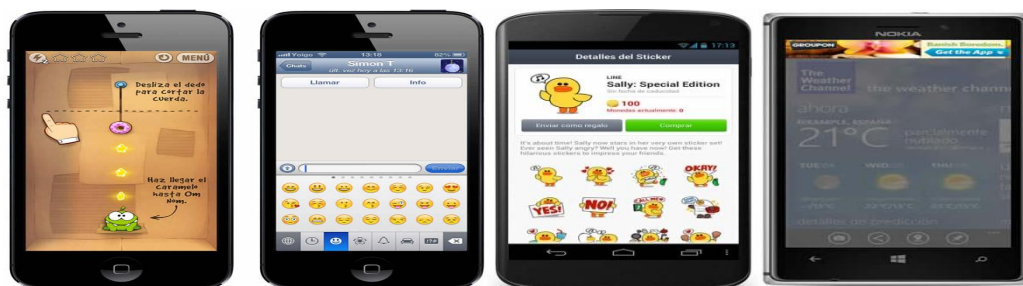 MENÚ
Desliza el dedo
para cortar la
cuerda.
Haz llegar el
caramelo
hasta Om
Nom.
Yoigo 13:18 82%
Chats
Simon T
últ. vez hoy a las 13:16
Llamar
Info
Enviar
17:13
Detalles del Sticker
LINE
Sally: Special Edition
Sin fecha de caducidad
100
Monedas actualmente: 0
Enviar como regalo
Comprar
It's about time! Sally now stars in her very own sticker set!
Ever seen Sally angry? Well you have now! Get these
hilarious stickers to impress your friends.
OKAY!
YES!
NO!
NOKIA
GROUPON
Get the App
The
Weather
Channel
the weather chann
ahora
ESPAÑA
21°C
parcialmente
nublado
TUE
WED
THU